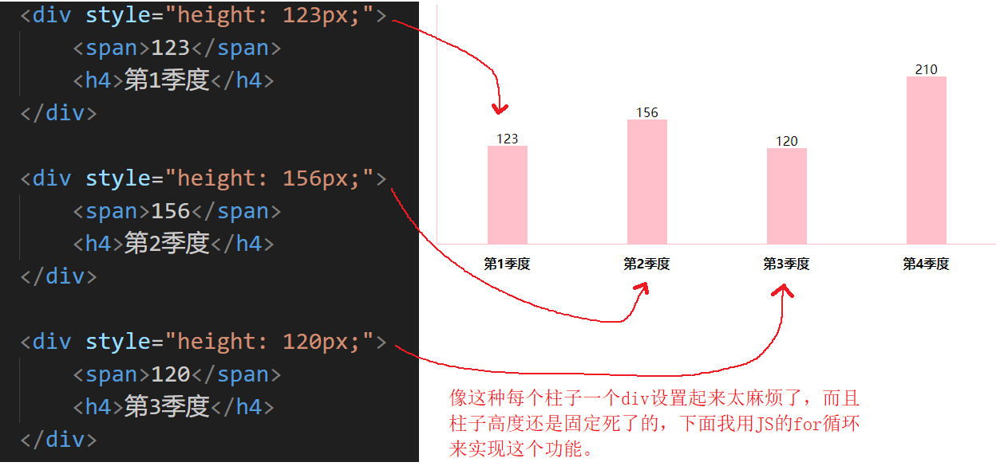 <div style="height: 123px;">
<span>123</span>
<h4>第1季度</h4>
</div>
<div style="height: 156px;">
<span>156</span>
<h4>第2季度</h4>
</div>
<div style="height: 120px;">
<span>120</span>
<h4>第3季度</h4>
</div>
123
156
120
210
第1季度
第2季度
第3季度
第4季度
像这种每个柱子一个div设置起来太麻烦了，而且
柱子高度还是固定死了的，下面我用JS的for循环
来实现这个功能。